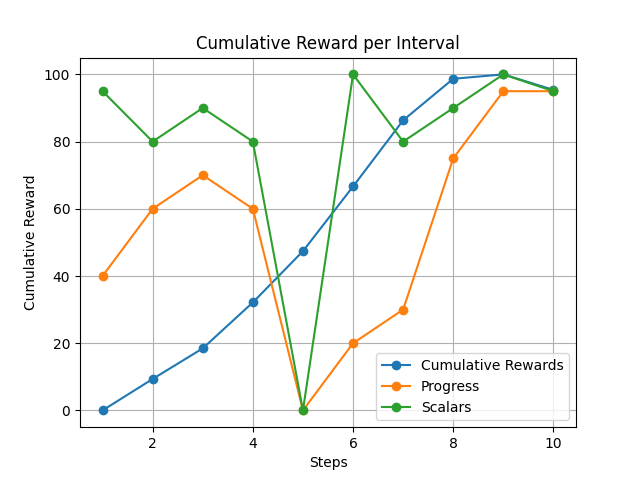 Cumulative Reward per Interval
Cumulative Reward
100
80
60
40
20
0
2
4
6
8
10
Steps
Cumulative Rewards
Progress
Scalars